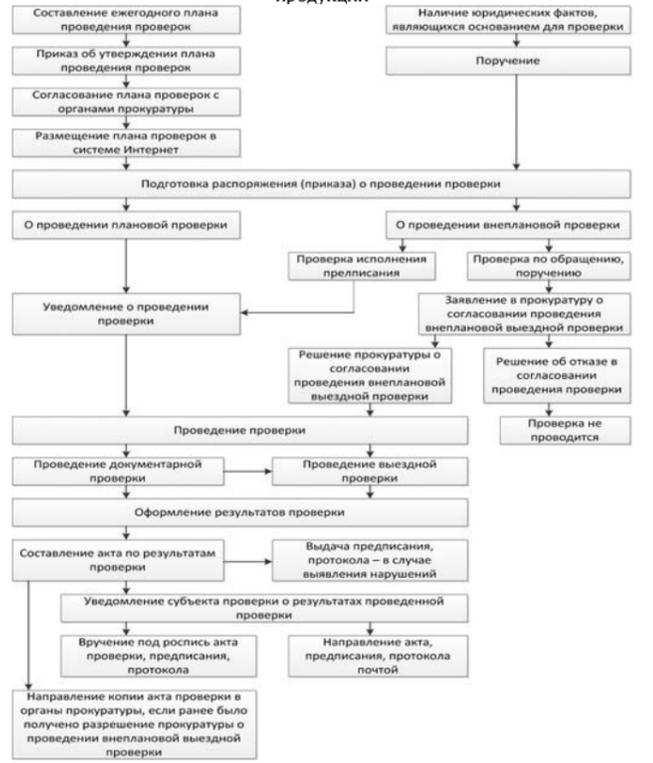 продукции
Составление ежегодного плана
проведения проверок
Наличие юридических фактов,
являющихся основанием для проверки
Приказ об утверждении плана
проведения проверок
Поручение
Согласование плана проверок с
органами прокуратуры
Размещение плана проверок в
системе Интернет
Подготовка распоряжения (приказа) о проведении проверки
О проведении плановой проверки
О проведении внеплановой проверки
Проверка исполнения
прелписания
Проверка по обращению,
поручению
Уведомление о проведении
проверки
Заявление в прокуратуру о
согласовании проведения
внеплановой выездной проверки
Решение прокуратуры о
согласовании
проведения внеплановой
выездной проверки
Решение об отказе в
согласовании
проведения проверки
Проведение проверки
Проверка не
проводится
Проведение документарной
проверки
Проведение выездной
проверки
Оформление результатов проверки
Составление акта по результатам
проверки
Выдача предписания,
протокола – в случае
выявления нарушений
Уведомление субъекта проверки о результатах проведенной
проверки
Вручение под роспись акта
проверки, предписания,
протокола
Направление акта,
предписания, протокола
почтой
Направление копии акта проверки в
органы прокуратуры, если ранее было
получено разрешение прокуратуры о
проведении внеплановой выездной
проверки